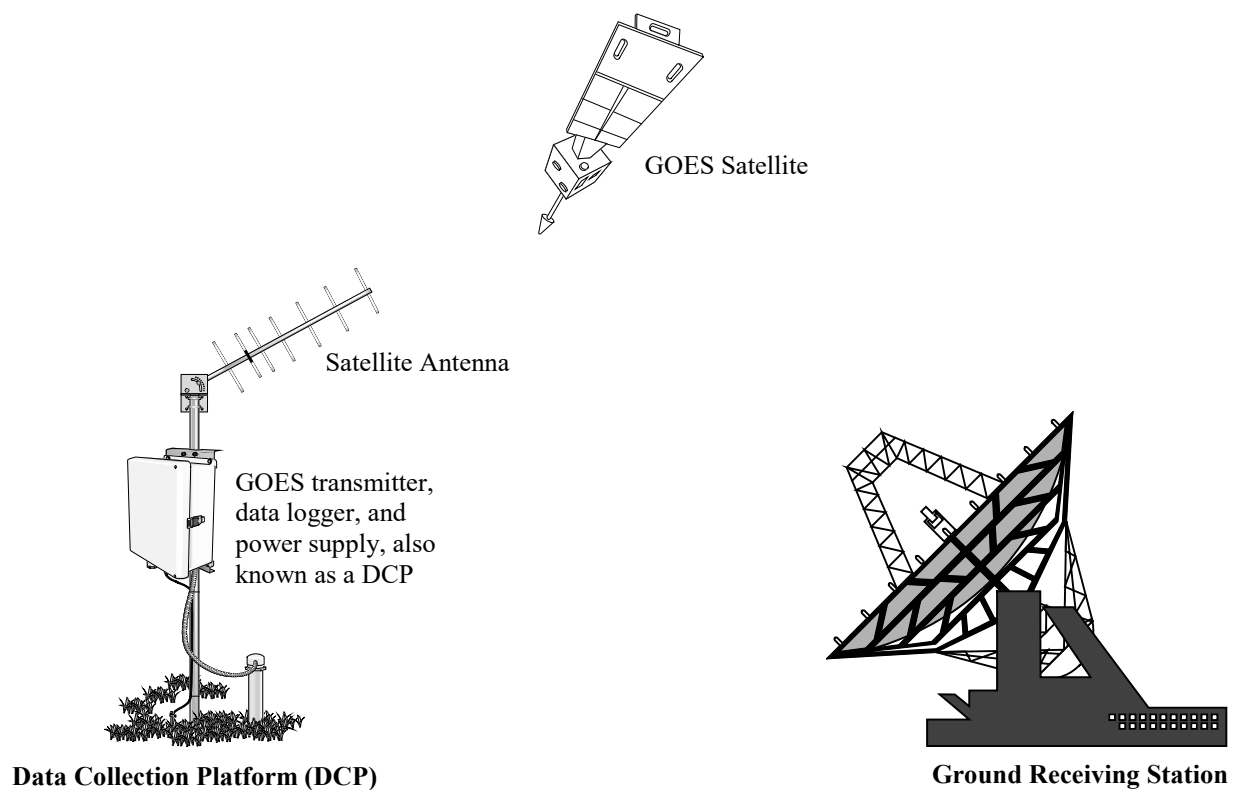 GOES Satellite
Satellite Antenna
GOES transmitter,
data logger, and
power supply, also
known as a DCP
Data Collection Platform (DCP)
Ground Receiving Station